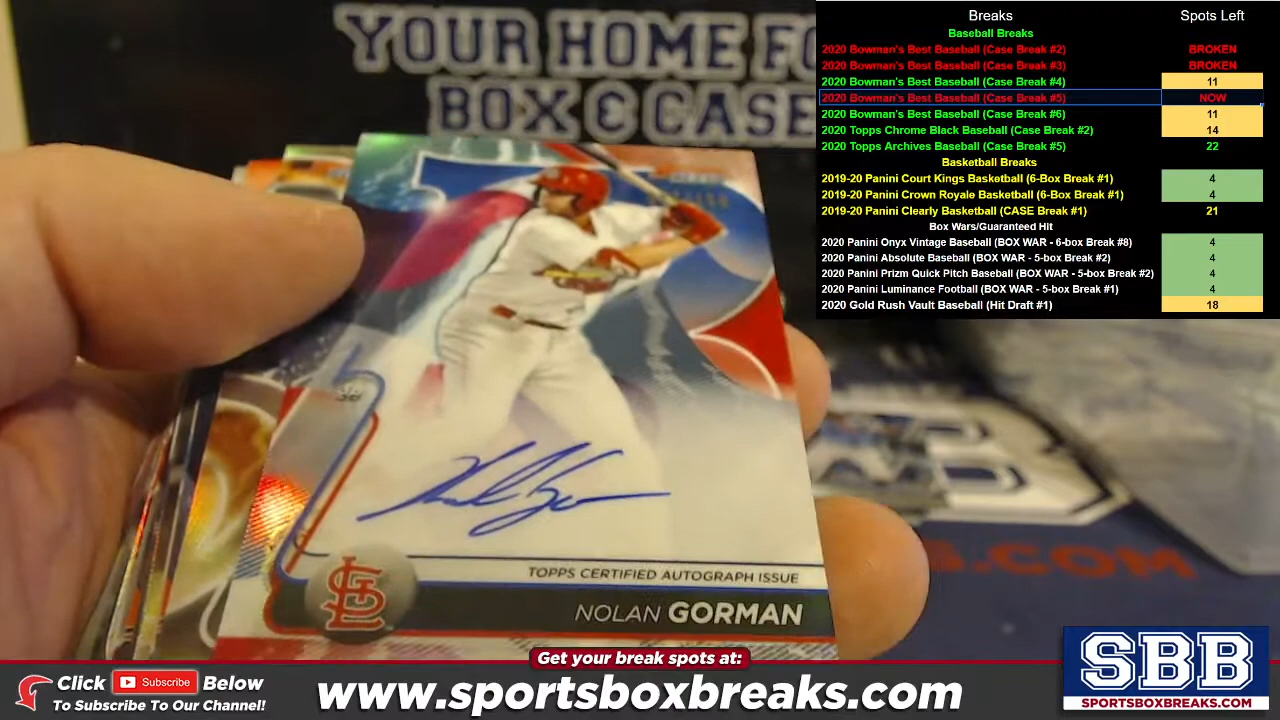 YOUR HOME FO
BOX & CASE
Breaks Spots Left
Baseball Breaks
2020 Bowman's Best Baseball (Case Break #2) BROKEN
2020 Bowman's Best Baseball (Case Break #3) BROKEN
2020 Bowman's Best Baseball (Case Break #4) 11
2020 Bowman's Best Baseball (Case Break #5) NOW
2020 Bowman's Best Baseball (Case Break #6) 11
2020 Topps Chrome Black Baseball (Case Break #2) 14
2020 Topps Archives Baseball (Case Break #5) 22
Basketball Breaks
2019-20 Panini Court Kings Basketball (6-Box Break #1) 4
2019-20 Panini Crown Royale Basketball (6-Box Break #1) 4
2019-20 Panini Clearly Basketball (CASE Break #1) 21
Box Wars/Guaranteed Hit
2020 Panini Onyx Vintage Baseball (BOX WAR - 6-box Break #8) 4
2020 Panini Absolute Baseball (BOX WAR - 5-box Break #2) 4
2020 Panini Prizm Quick Pitch Baseball (BOX WAR - 5-box Break #2) 4
2020 Panini Luminance Football (BOX WAR - 5-box Break #1) 4
2020 Gold Rush Vault Baseball (Hit Draft #1) 18
3B
TOPPS CERTIFIED AUTOGRAPH ISSUE
NOLAN GORMAN
STL
S.COM
Get your break spots at:
Click Subscribe Below
To Subscribe To Our Channel!
www.sportsboxbreaks.com
SBB
SPORTSBOXBREAKS.COM